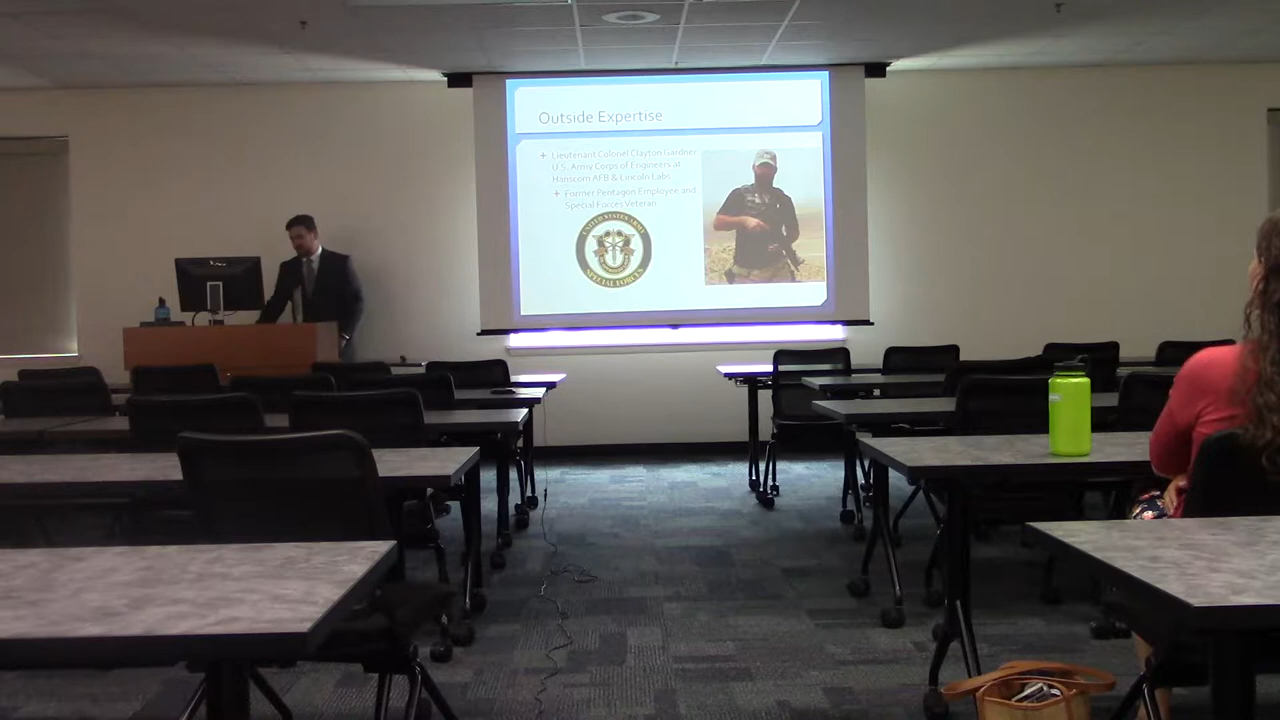 Outside Expertise
Lieutenant Colonel Clayton Gardner
U.S. Army Corps of Engineers at
Hanscom AFB & Lincoln Labs
Former Pentagon Employee and
Special Forces Veteran
UNITED STATES ARMY
SPECIAL FORCES